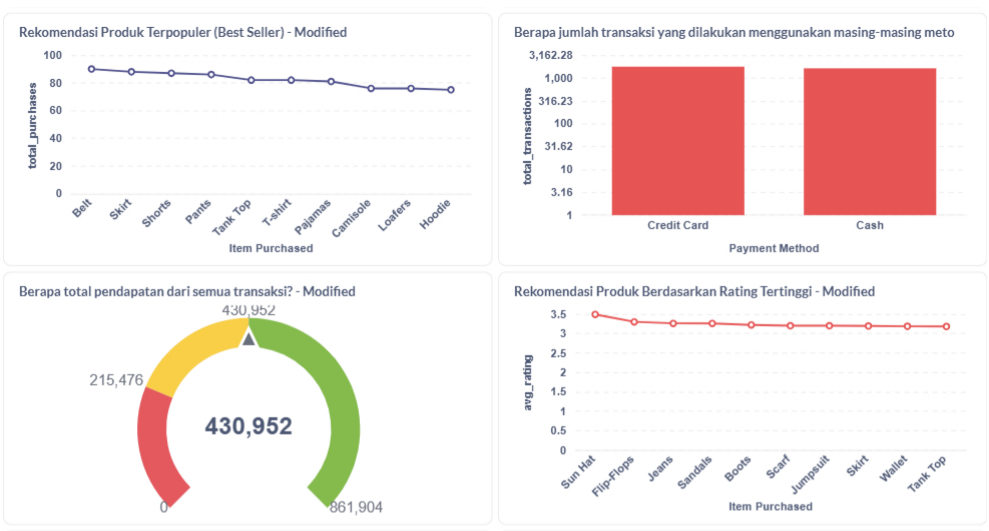 Rekomendasi Produk Terpopuler (Best Seller) - Modified
100
80
60
40
20
0
total_purchases
Belt
Skirt
Shorts
Pants
Tank Top
T-shirt
Pajamas
Camisole
Loafers
Hoodie
Item Purchased
Berapa jumlah transaksi yang dilakukan menggunakan masing-masing meto
3,162.28
1,000
316.23
100
31.62
10
3.16
1
total_transactions
Credit Card
Cash
Payment Method
Berapa total pendapatan dari semua transaksi? - Modified
430,952
215,476
430,952
0
861,904
Rekomendasi Produk Berdasarkan Rating Tertinggi - Modified
3.5
3
2.5
2
1.5
1
0.5
0
avg_rating
Sun Hat
Flip-Flops
Jeans
Sandals
Boots
Scarf
Jumpsuit
Skirt
Wallet
Tank Top
Item Purchased